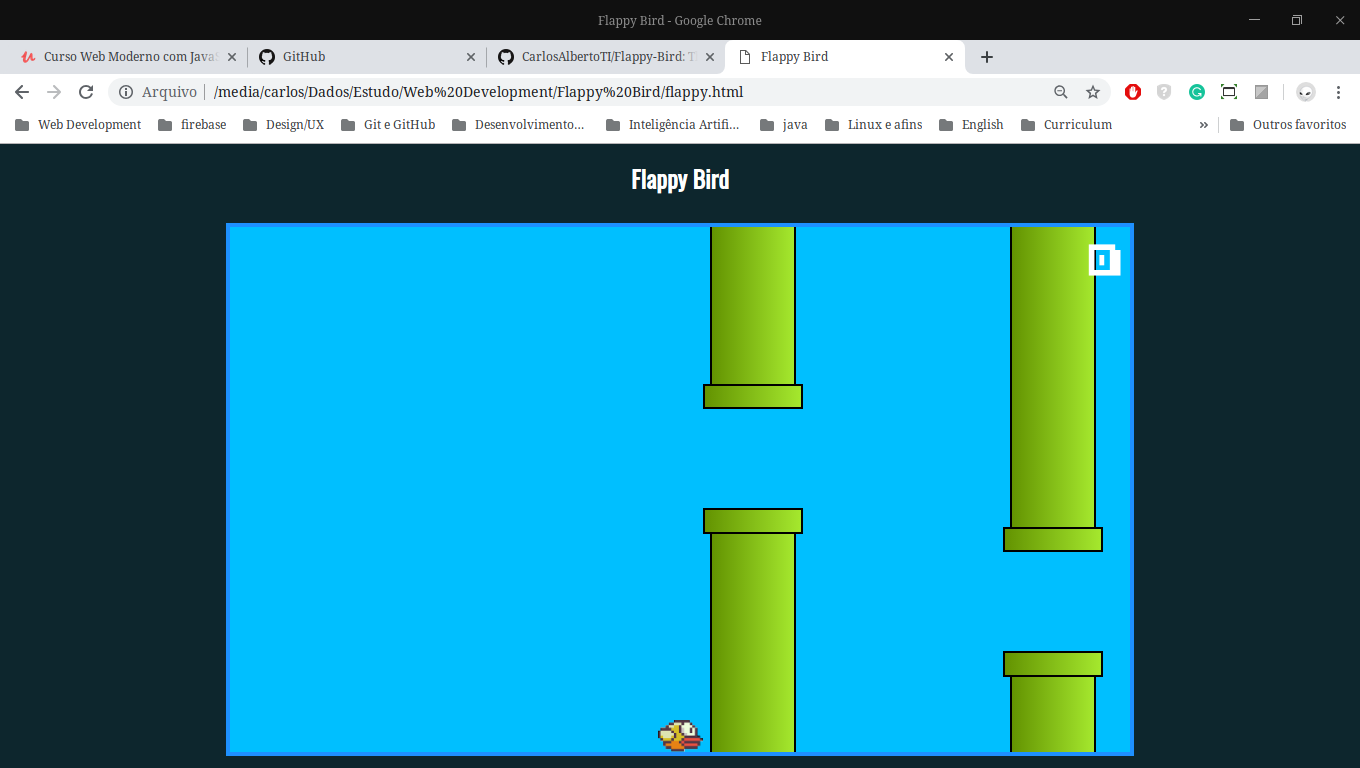 Flappy Bird - Google Chrome
Curso Web Moderno com Java
GitHub
CarlosAlbertoTI/Flappy-Bird: T
Flappy Bird
Arquivo
/media/carlos/Dados/Estudo/Web%20Development/Flappy%20Bird/flappy.html
Web Development
firebase
Design/UX
Git e GitHub
Desenvolvimento...
Inteligência Artifi...
java
Linux e afins
English
Curriculum
»
Outros favoritos
Flappy Bird
0